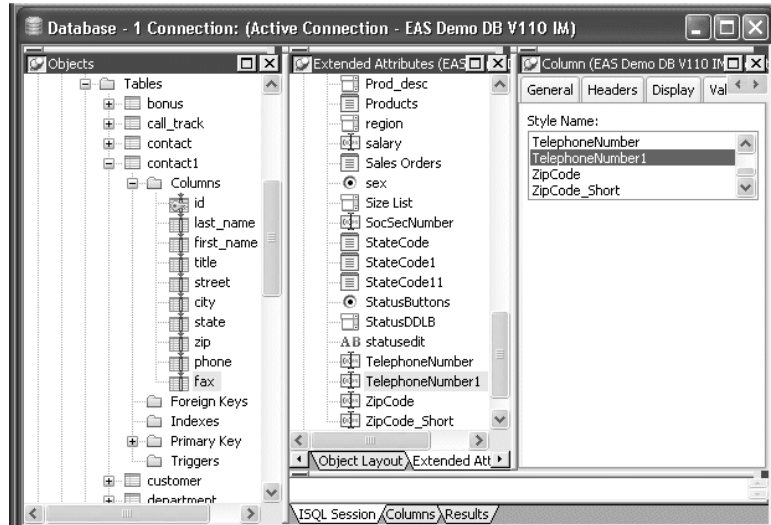 Database - 1 Connection: (Active Connection - EAS Demo DB V110 IM)
Objects
Tables
bonus
call_track
contact
contact1
Columns
id
last_name
first_name
title
street
city
state
zip
phone
fax
Foreign Keys
Indexes
Primary Key
Triggers
customer
department
Extended Attributes (EAS
Prod_desc
Products
region
salary
Sales Orders
sex
Size List
SocSecNumber
StateCode
StateCode1
StateCode11
StatusButtons
StatusDDLB
AB statusedit
TelephoneNumber
TelephoneNumber1
ZipCode
ZipCode_Short
Object Layout Extended Att
Column (EAS Demo DB V110 IM
General Headers Display Val
Style Name:
TelephoneNumber
TelephoneNumber1
ZipCode
ZipCode_Short
ISQL Session Columns Results